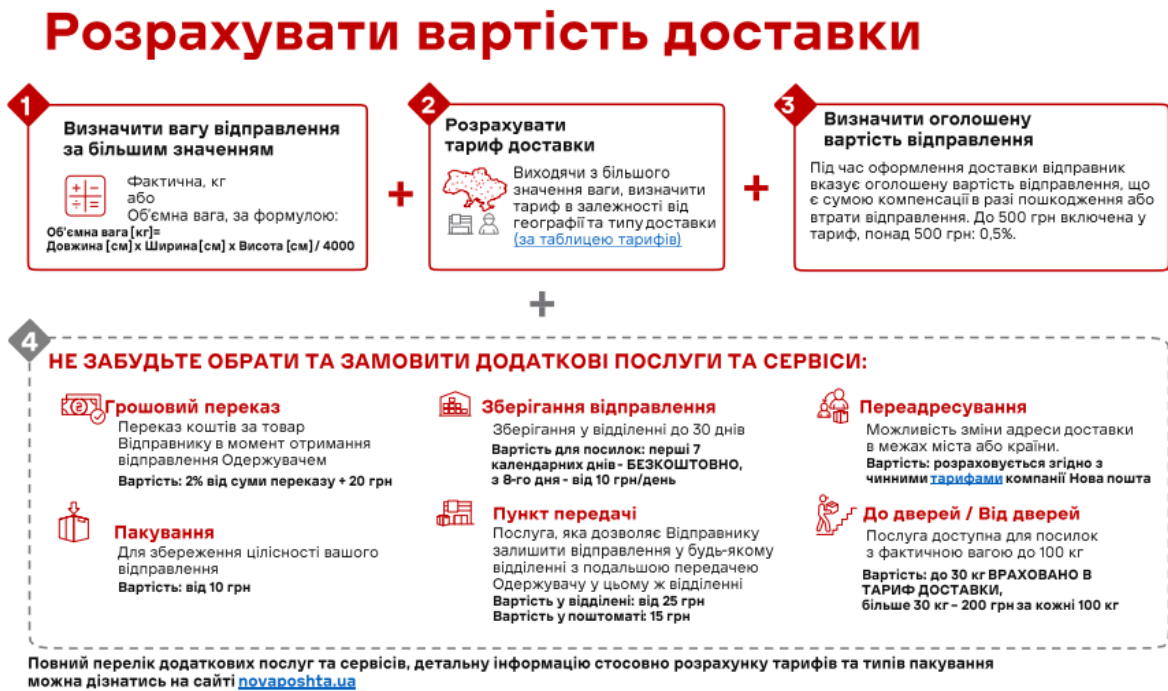 Розрахувати вартість доставки
1
Визначити вагу відправлення
за більшим значенням
Фактична, кг
або
Об'ємна вага, за формулою:
Об'ємна вага [кг]=
Довжина [см] х Ширина [см] х Висота [см] / 4000
+
2
Розрахувати
тариф доставки
Виходячи з більшого
значення ваги, визначити
тариф в залежності від
географії та типу доставки
(за таблицею тарифів)
+
3
Визначити оголошену
вартість відправлення
Під час оформлення доставки відправник
вказує оголошену вартість відправлення, що
є сумою компенсації в разі пошкодження або
втрати відправлення. До 500 грн включена у
тариф, понад 500 грн: 0,5%.
+
4
НЕ ЗАБУДЬТЕ ОБРАТИ ТА ЗАМОВИТИ ДОДАТКОВІ ПОСЛУГИ ТА СЕРВІСИ:
Грошовий переказ
Переказ коштів за товар
Відправнику в момент отримання
відправлення Одержувачем
Вартість: 2% від суми переказу + 20 грн
Зберігання відправлення
Зберігання у відділенні до 30 днів
Вартість для посилок: перші 7
календарних днів - БЕЗКОШТОВНО,
з 8-го дня - від 10 грн/день
Переадресування
Можливість зміни адреси доставки
в межах міста або країни.
Вартість: розраховується згідно з
чинними тарифами компанії Нова пошта
Пакування
Для збереження цілісності вашого
відправлення
Вартість: від 10 грн
Пункт передачі
Послуга, яка дозволяє Відправнику
залишити відправлення у будь-якому
відділенні з подальшою передачею
Одержувачу у цьому ж відділенні
Вартість у відділені: від 25 грн
Вартість у поштоматі: 15 грн
До дверей / Від дверей
Послуга доступна для посилок
з фактичною вагою до 100 кг
Вартість: до 30 кг ВРАХОВАНО В
ТАРИФ ДОСТАВКИ,
більше 30 кг – 200 грн за кожні 100 кг
Повний перелік додаткових послуг та сервісів, детальну інформацію стосовно розрахунку тарифів та типів пакування
можна дізнатись на сайті novaposhta.ua